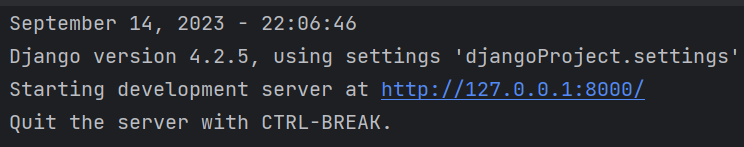 September 14, 2023 - 22:06:46
Django version 4.2.5, using settings 'djangoProject.settings'
Starting development server at http://127.0.0.1:8000/
Quit the server with CTRL-BREAK.